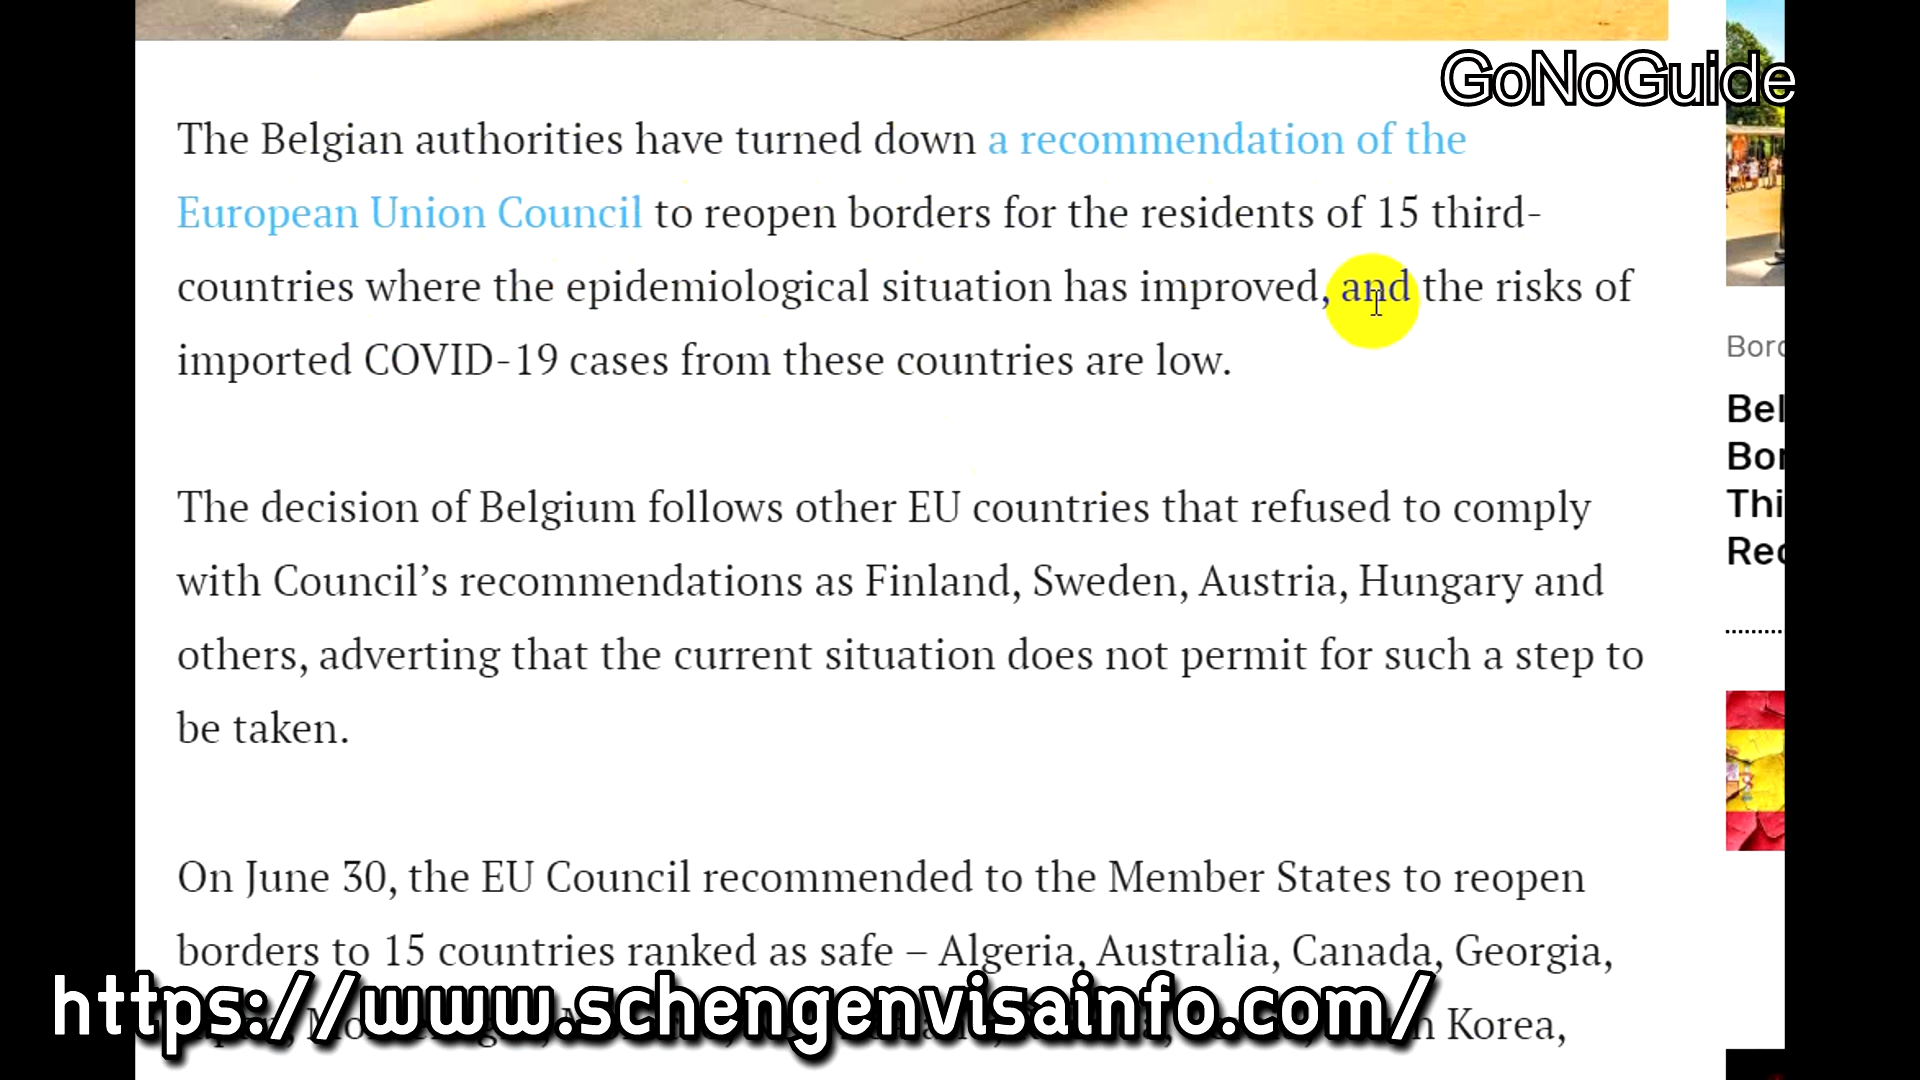 GoNoGuide
The Belgian authorities have turned down a recommendation of the
European Union Council to reopen borders for the residents of 15 third-
countries where the epidemiological situation has improved, and the risks of
imported COVID-19 cases from these countries are low.
The decision of Belgium follows other EU countries that refused to comply
with Council’s recommendations as Finland, Sweden, Austria, Hungary and
others, adverting that the current situation does not permit for such a step to
be taken.
On June 30, the EU Council recommended to the Member States to reopen
borders to 15 countries ranked as safe – Algeria, Australia, Canada, Georgia,
Korea,
https://www.schengenvisainfo.com/
Bord
Bel
Bor
Thi
Rec